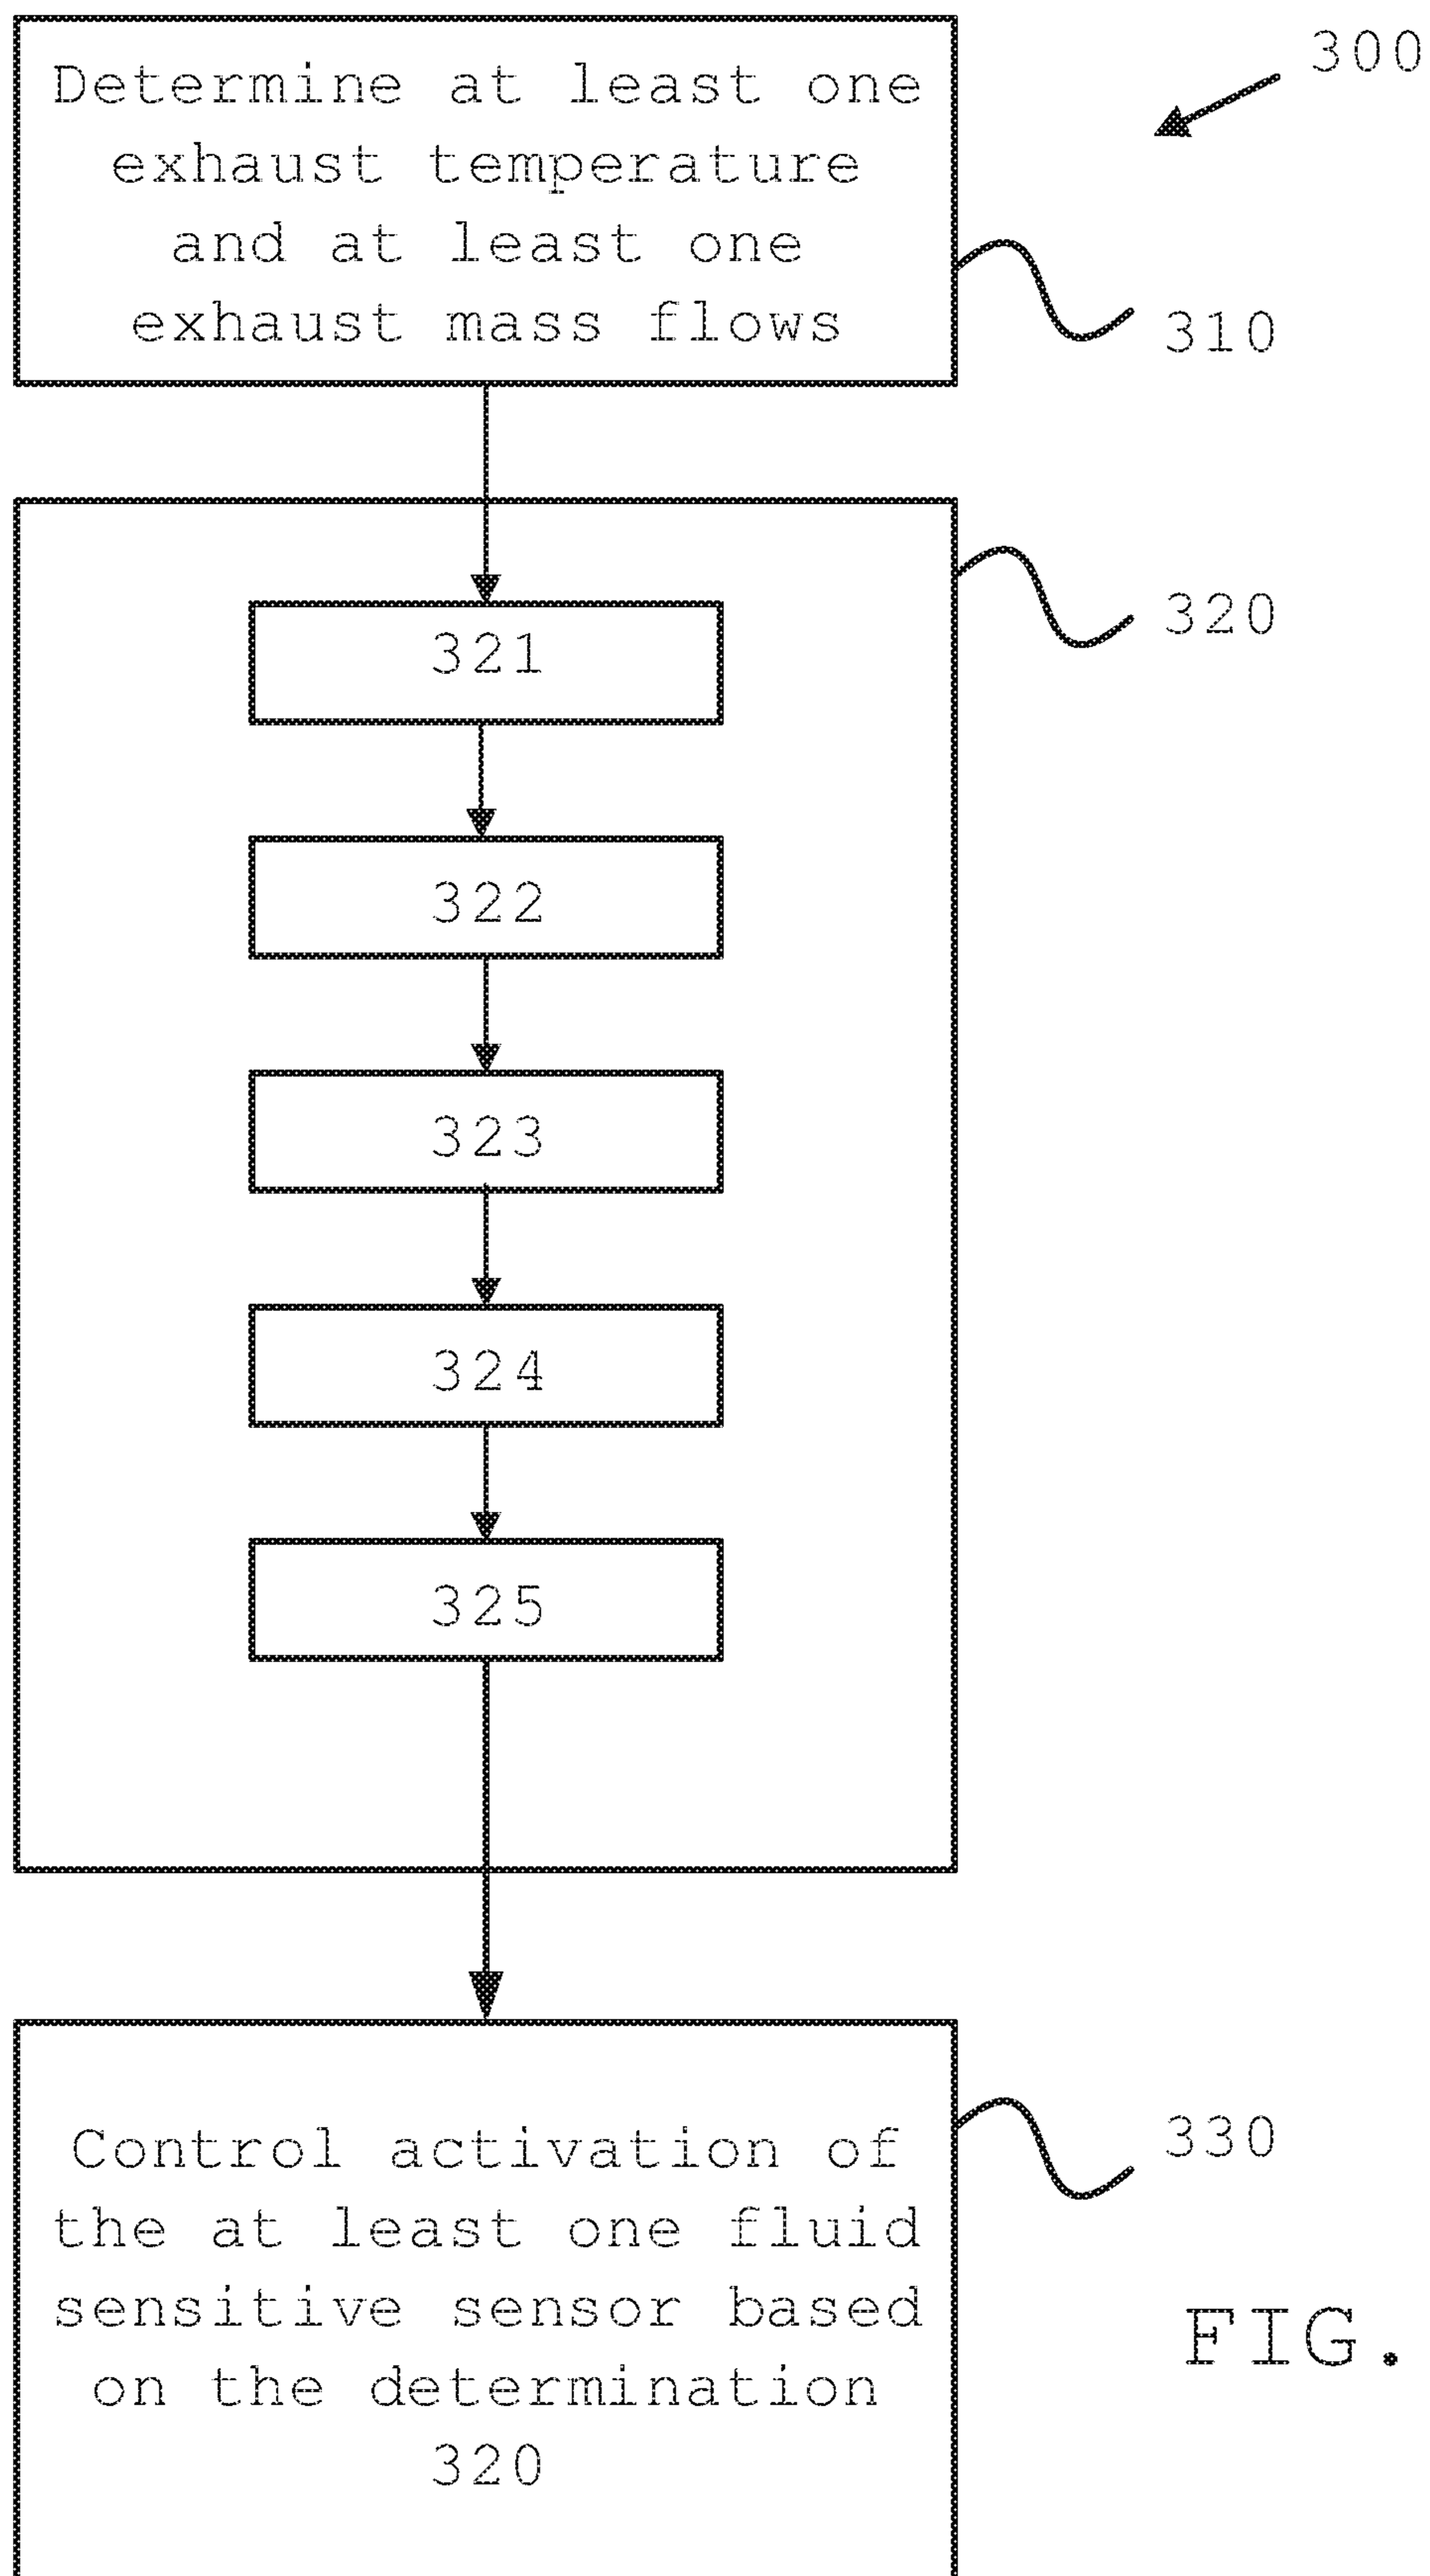 300
Determine at least one
exhaust temperature
and at least one
exhaust mass flows
310
320
321
322
323
324
325
330
Control activation of
the at least one fluid
sensitive sensor based
on the determination
320
FIG.